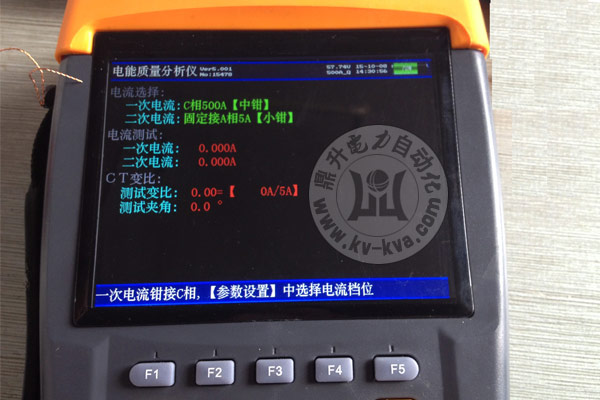 电能质量分析仪 Ver5.001 57.74V 15-10-08
No:15470 500A_Q 14:30:56
电流选择:
一次电流:C相500A【中钳】
二次电流:固定接A相5A【小钳】
电流测试:
一次电流: 0.000A
二次电流: 0.000A
CT变比:
测试变比: 0.00=【 0A/5A】
测试夹角: 0.0 °
一次电流钳接C相,【参数设置】中选择电流档位
鼎升电力自动化
www.kv-kva.com
F1 F2 F3 F4 F5